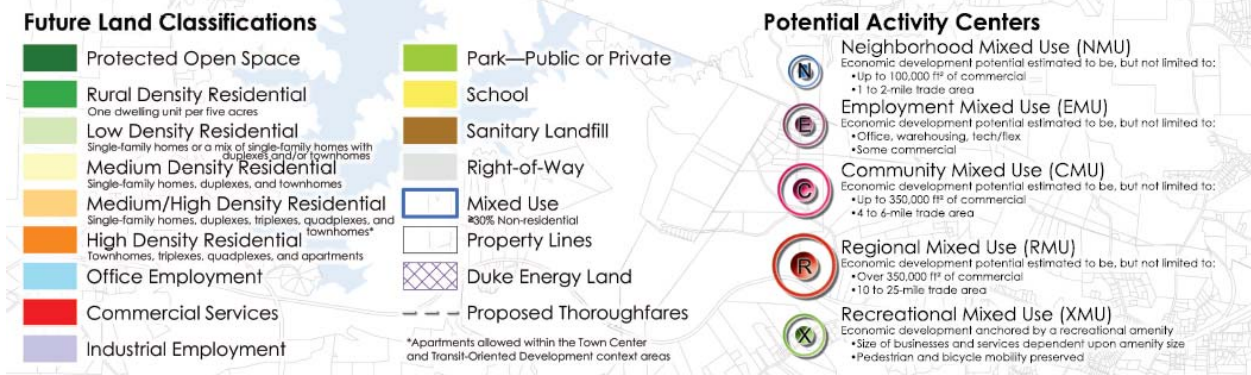 Future Land Classifications
Protected Open Space
Rural Density Residential
One dwelling unit per five acres
Low Density Residential
Single-family homes or a mix of single-family homes with
duplexes and/or townhomes
Medium Density Residential
Single-family homes, duplexes, and townhomes
Medium/High Density Residential
Single-family homes, duplexes, triplexes, quadplexes, and
townhomes*
High Density Residential
Townhomes, triplexes, quadplexes, and apartments
Office Employment
Commercial Services
Industrial Employment
Park—Public or Private
School
Sanitary Landfill
Right-of-Way
Mixed Use
≥30% Non-residential
Property Lines
Duke Energy Land
Proposed Thoroughfares
*Apartments allowed within the Town Center
and Transit-Oriented Development context areas
Potential Activity Centers
N
Neighborhood Mixed Use (NMU)
Economic development potential estimated to be, but not limited to:
•Up to 100,000 ft² of commercial
•1 to 2-mile trade area
E
Employment Mixed Use (EMU)
Economic development potential estimated to be, but not limited to:
•Office, warehousing, tech/flex
•Some commercial
C
Community Mixed Use (CMU)
Economic development potential estimated to be, but not limited to:
•Up to 350,000 ft² of commercial
•4 to 6-mile trade area
R
Regional Mixed Use (RMU)
Economic development potential estimated to be, but not limited to:
•Over 350,000 ft² of commercial
•10 to 25-mile trade area
X
Recreational Mixed Use (XMU)
Economic development anchored by a recreational amenity
•Size of businesses and services dependent upon amenity size
•Pedestrian and bicycle mobility preserved